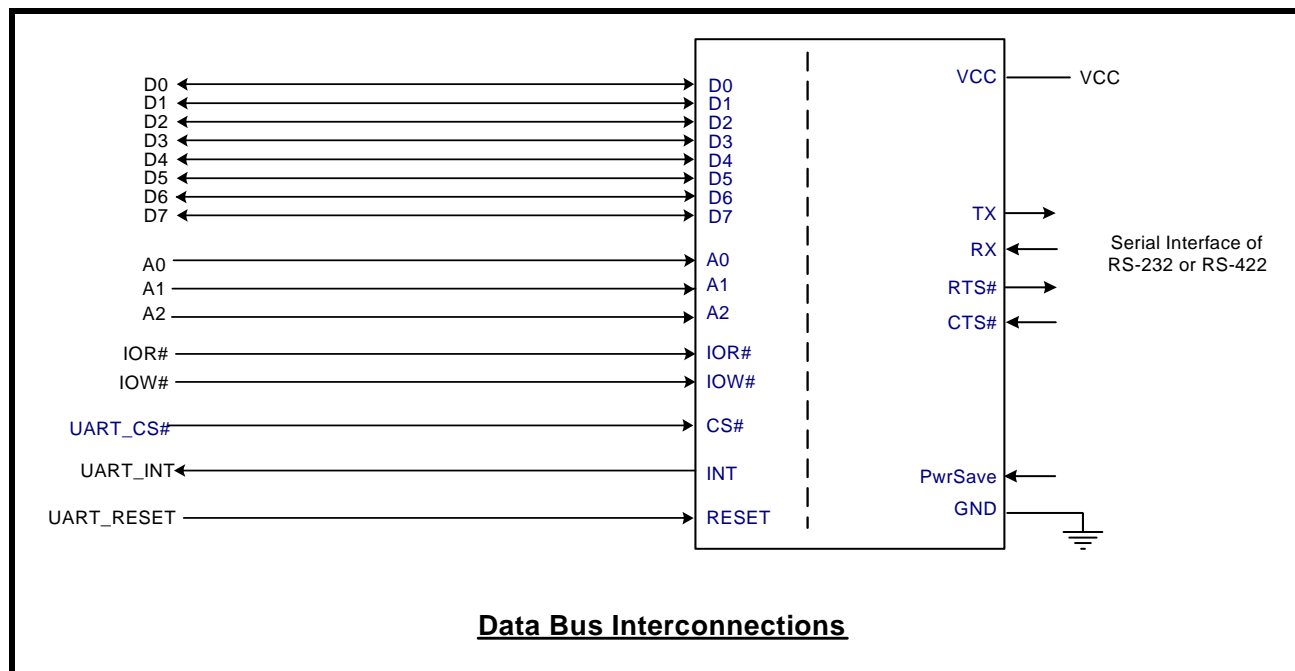 D0
D1
D2
D3
D4
D5
D6
D7
A0
A1
A2
IOR#
IOW#
UART_CS#
UART_INT
UART_RESET
D0
D1
D2
D3
D4
D5
D6
D7
A0
A1
A2
IOR#
IOW#
CS#
INT
RESET
VCC
TX
RX
RTS#
CTS#
PwrSave
GND
VCC
Serial Interface of
RS-232 or RS-422
Data Bus Interconnections